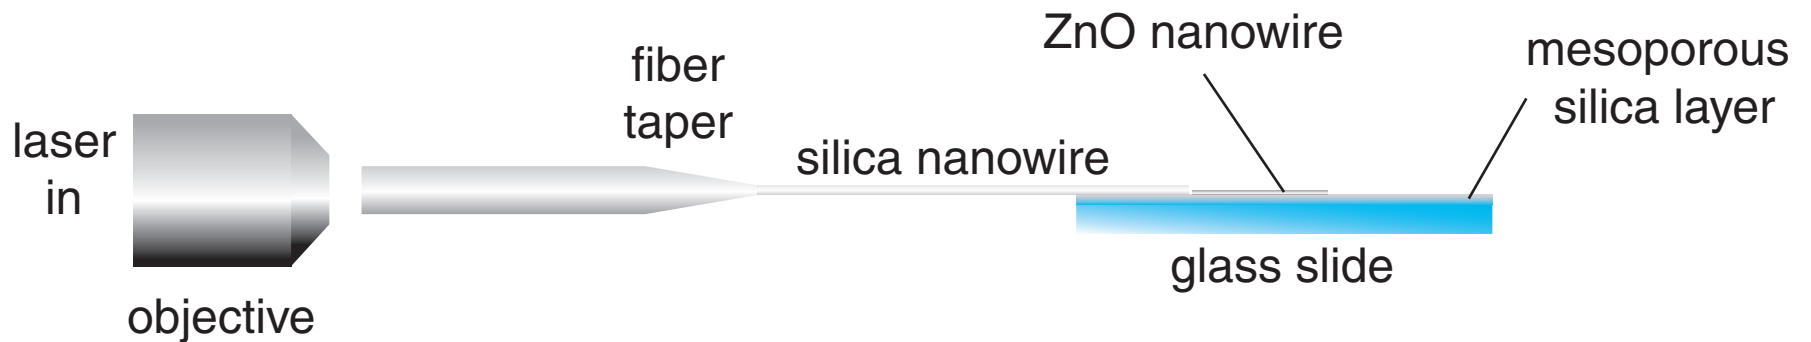 laser
in
objective
fiber
taper
silica nanowire
ZnO nanowire
mesoporous
silica layer
glass slide